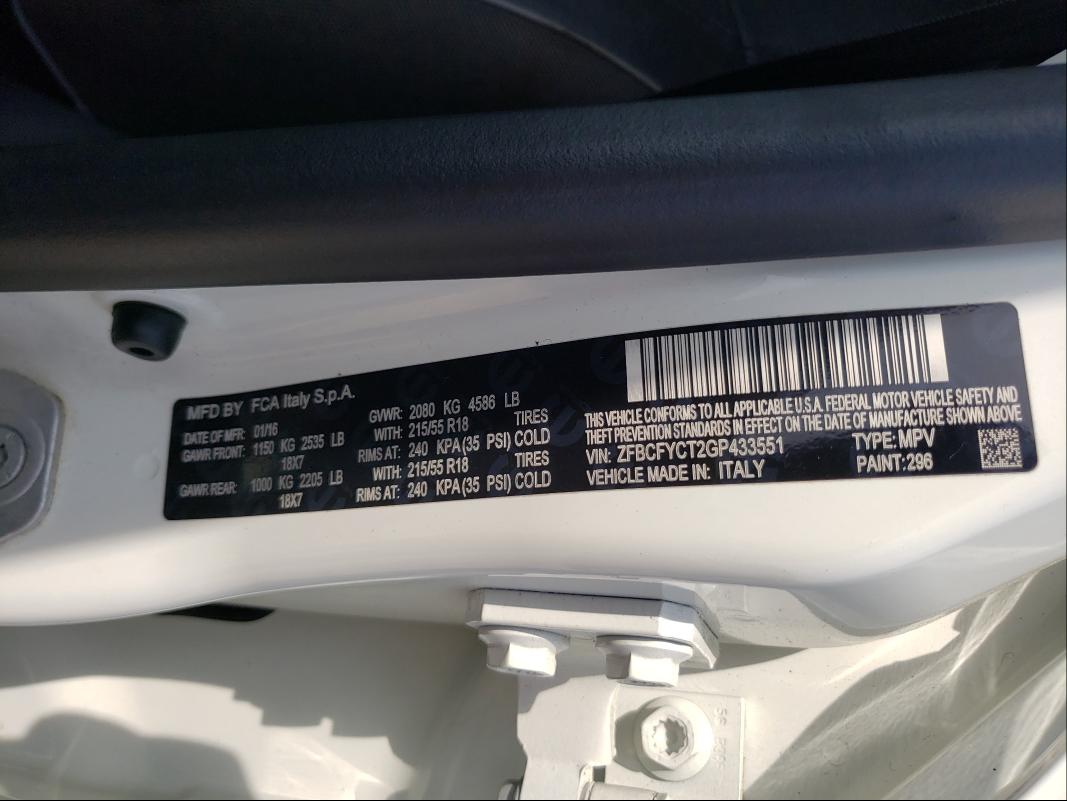 MFD BY FCA Italy S.p.A.
DATE OF MFR: 01/16 GVWR: 2080 KG 4586 LB
GAWR FRONT: 1150 KG 2535 LB WITH: 215/55 R18 TIRES
18X7 RIMS AT: 240 KPA(35 PSI) COLD
GAWR REAR: 1000 KG 2205 LB WITH: 215/55 R18 TIRES
18X7 RIMS AT: 240 KPA(35 PSI) COLD
THIS VEHICLE CONFORMS TO ALL APPLICABLE U.S.A. FEDERAL MOTOR VEHICLE SAFETY AND
THEFT PREVENTION STANDARDS IN EFFECT ON THE DATE OF MANUFACTURE SHOWN ABOVE.
VIN: ZFBCFYCT2GP433551 TYPE: MPV
VEHICLE MADE IN: ITALY PAINT: 296